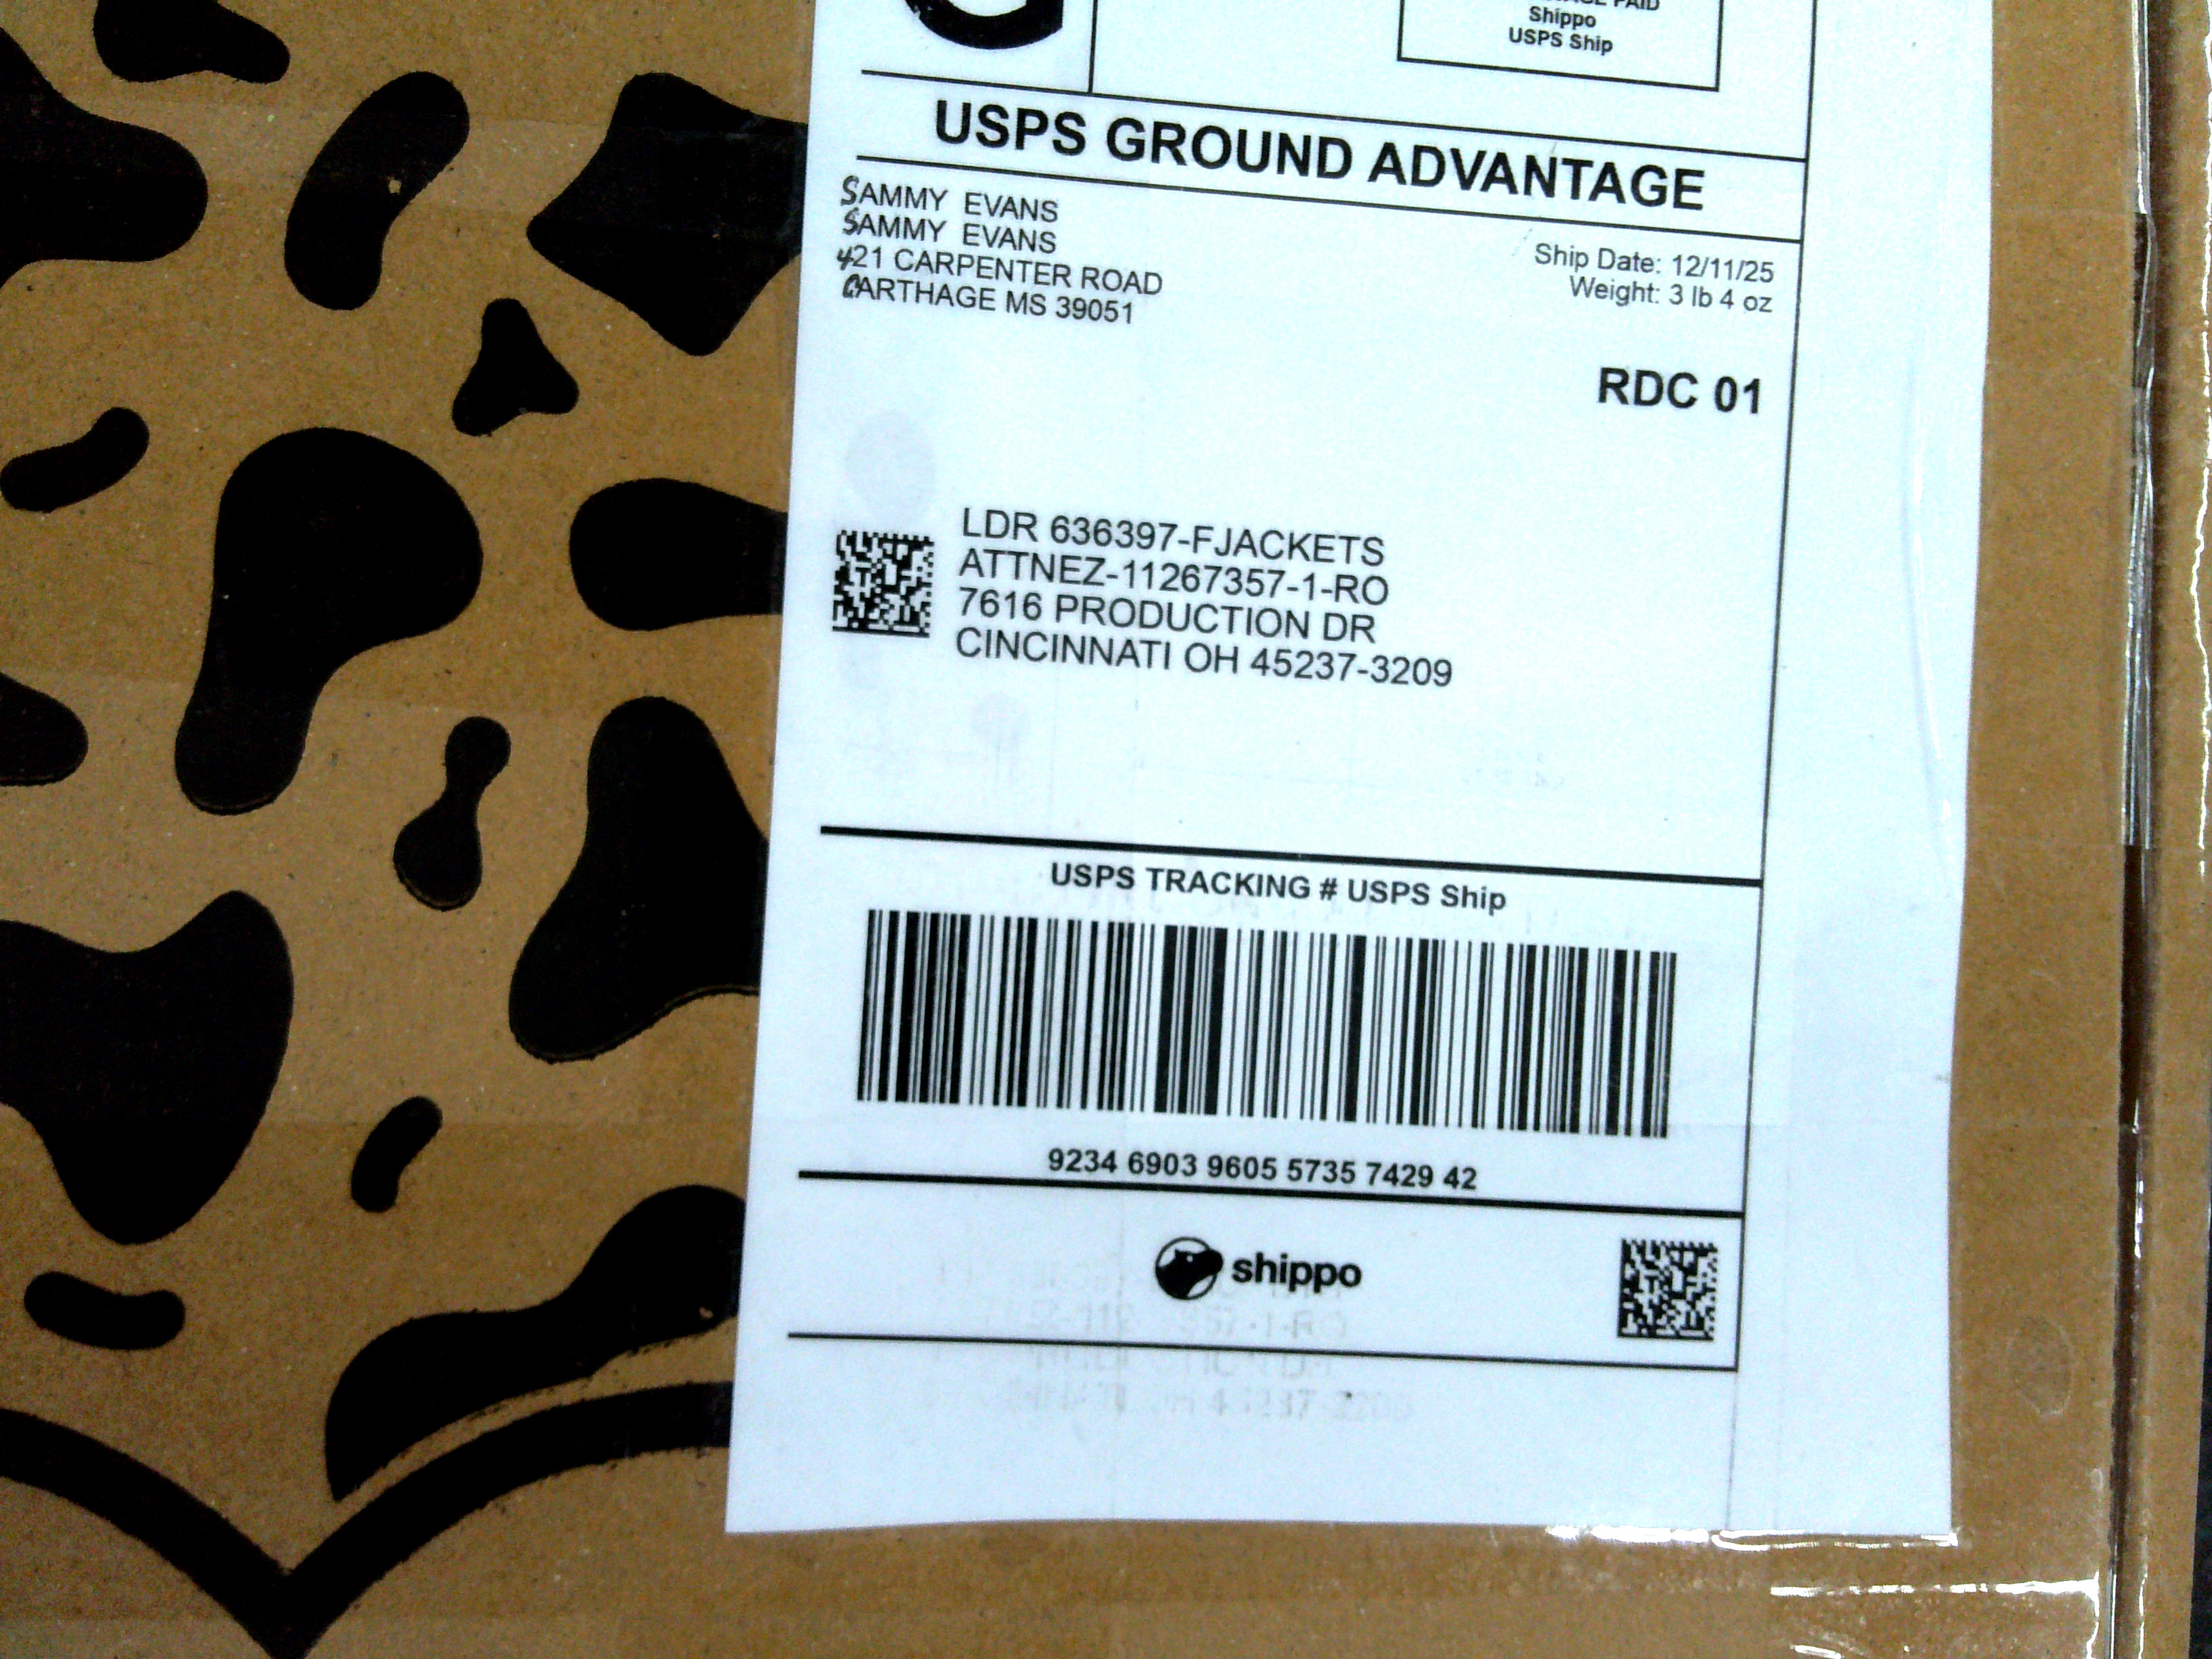 PAID
Shippo
USPS Ship
USPS GROUND ADVANTAGE
SAMMY EVANS
SAMMY EVANS
421 CARPENTER ROAD
CARTHAGE MS 39051
Ship Date: 12/11/25
Weight: 3 lb 4 oz
RDC 01
LDR 636397-FJACKETS
ATTNEZ-11267357-1-RO
7616 PRODUCTION DR
CINCINNATI OH 45237-3209
USPS TRACKING # USPS Ship
9234 6903 9605 5735 7429 42
shippo